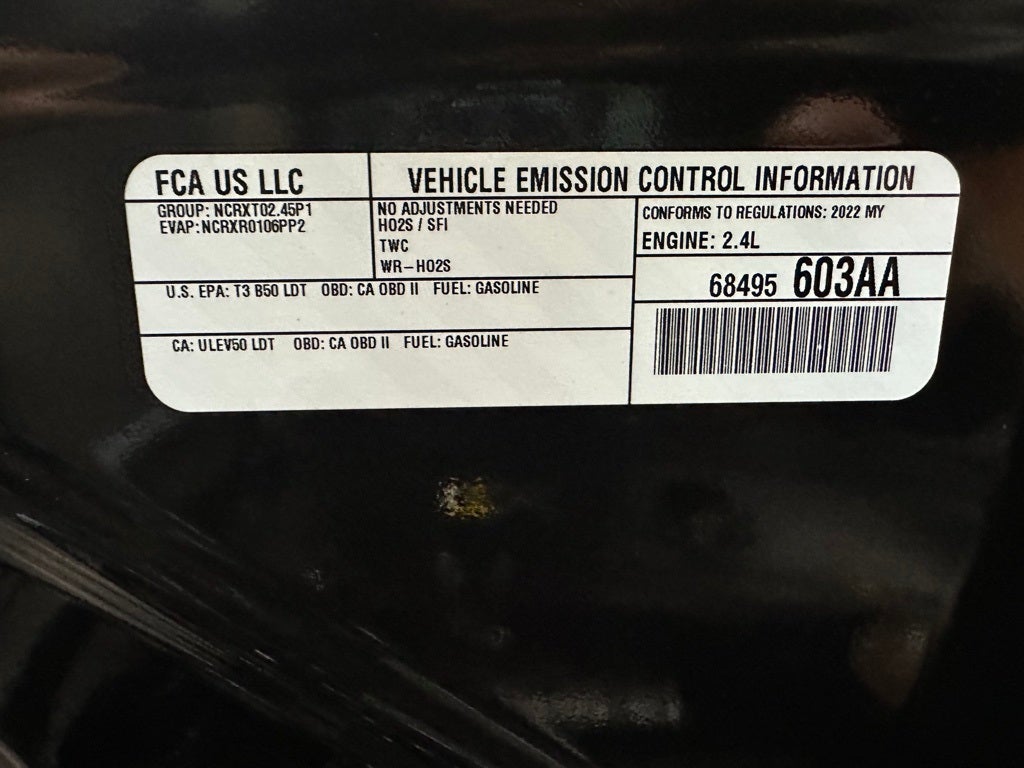 FCA US LLC
VEHICLE EMISSION CONTROL INFORMATION
GROUP: NCRXT02.45P1
EVAP: NCRXR0106PP2
NO ADJUSTMENTS NEEDED
HO2S / SFI
TWC
WR-HO2S
CONFORMS TO REGULATIONS: 2022 MY
ENGINE: 2.4L
68495 603AA
U.S. EPA: T3 B50 LDT OBD: CA OBD II FUEL: GASOLINE
CA: ULEV50 LDT OBD: CA OBD II FUEL: GASOLINE